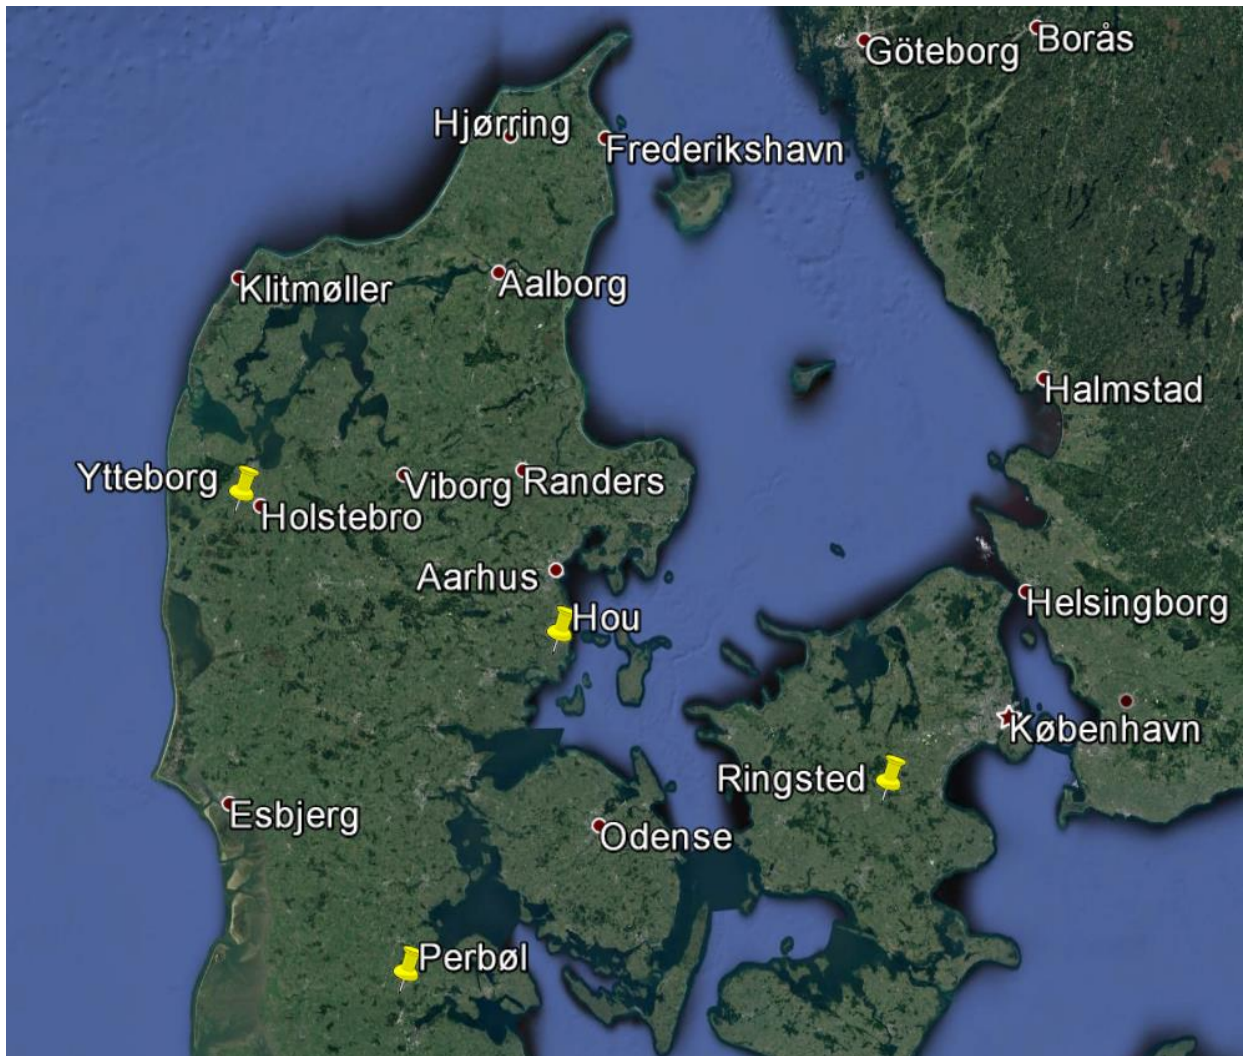 Göteborg
Borås
Hjørring
Frederikshavn
Klitmøller
Aalborg
Halmstad
Ytteborg
Viborg
Randers
Holstebro
Aarhus
Hou
Helsingborg
København
Ringsted
Esbjerg
Odense
Perbøl